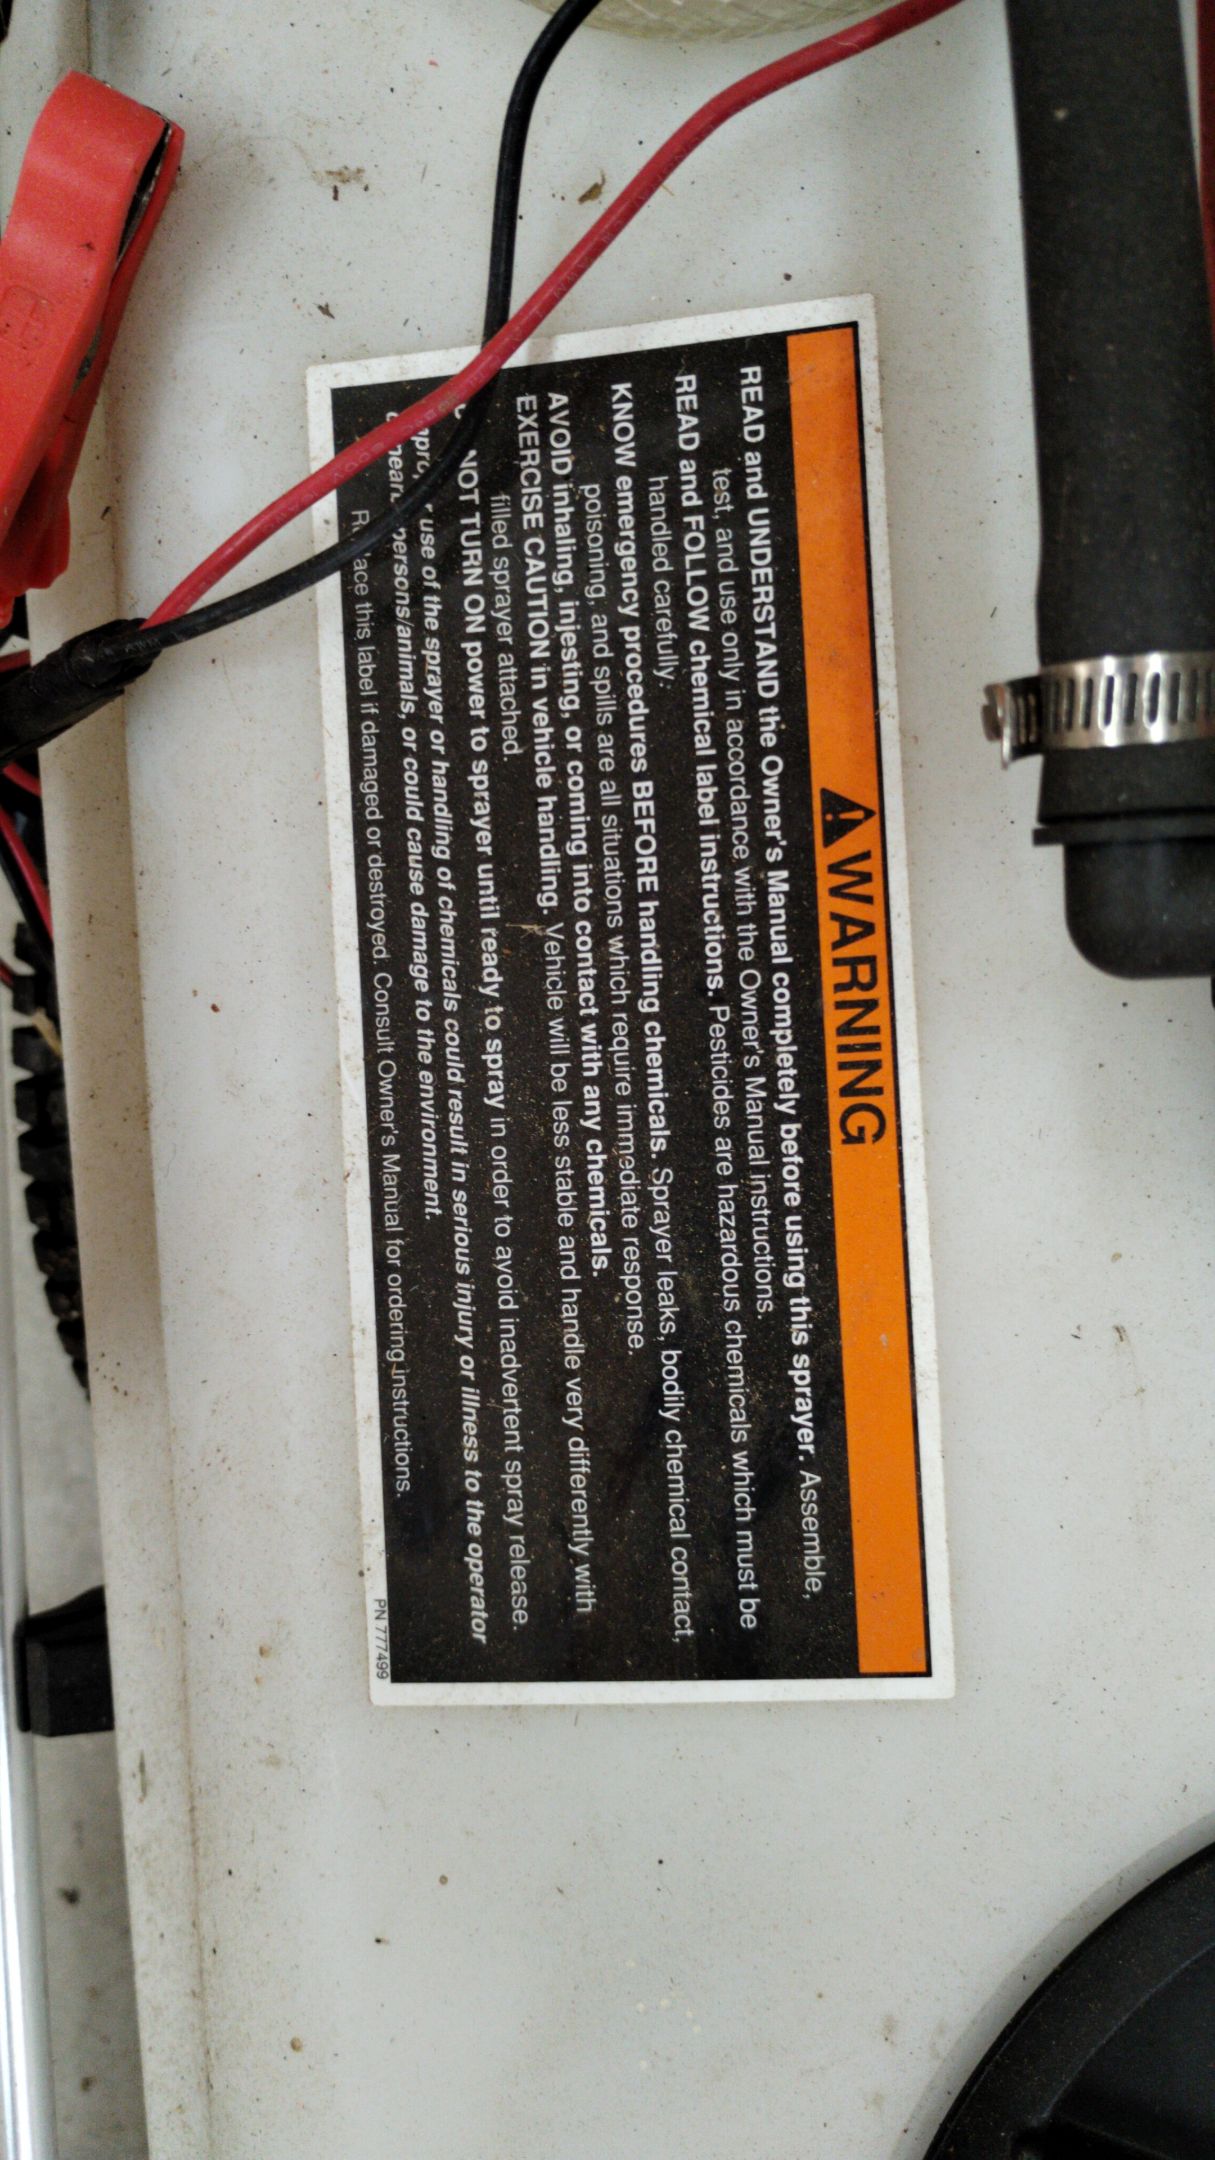 WARNING
READ and UNDERSTAND the Owner's Manual completely before using this sprayer. Assemble,
test, and use only in accordance with the Owner's Manual instructions.
READ and FOLLOW chemical label instructions. Pesticides are hazardous chemicals which must be
handled carefully.
KNOW emergency procedures BEFORE handling chemicals. Sprayer leaks, bodily chemical contact,
poisoning, and spills are all situations which require immediate response.
AVOID inhaling, injesting, or coming into contact with any chemicals.
EXERCISE CAUTION in vehicle handling. Vehicle will be less stable and handle very differently with
filled sprayer attached.
NOT TURN ON power to sprayer until ready to spray in order to avoid inadvertent spray release.
use of the sprayer or handling of chemicals could result in serious injury or illness to the operator
persons/animals, or could cause damage to the environment.
this label if damaged or destroyed. Consult Owner's Manual for ordering instructions.
PN 777499